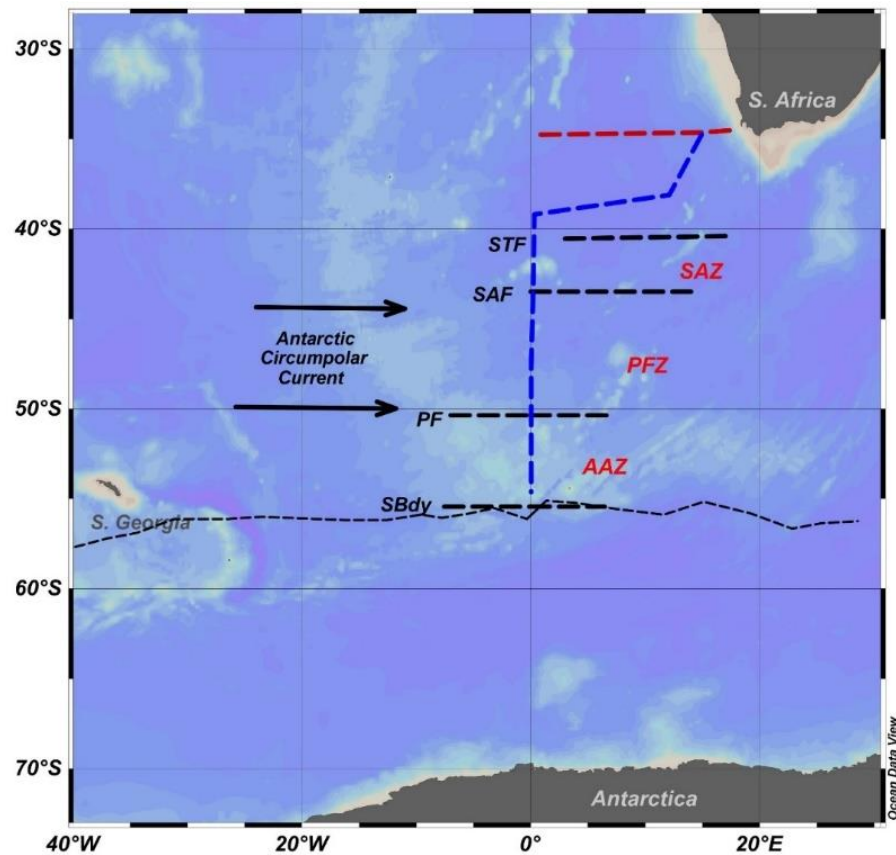 30°S
S. Africa
40°S
STF
SAZ
SAF
Antarctic
Circumpolar
Current
PFZ
50°S
PF
AAZ
SBdy
S. Georgia
60°S
70°S
Antarctica
Ocean Data View
40°W
20°W
0°
20°E